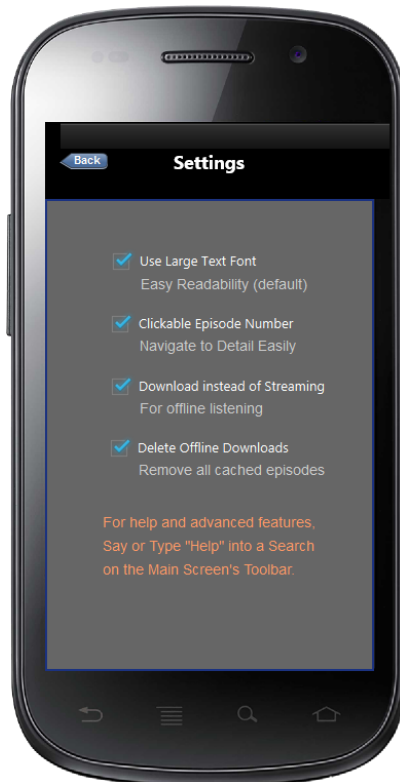 Back
Settings
Use Large Text Font
Easy Readability (default)
Clickable Episode Number
Navigate to Detail Easily
Download instead of Streaming
For offline listening
Delete Offline Downloads
Remove all cached episodes
For help and advanced features,
Say or Type "Help" into a Search
on the Main Screen's Toolbar.